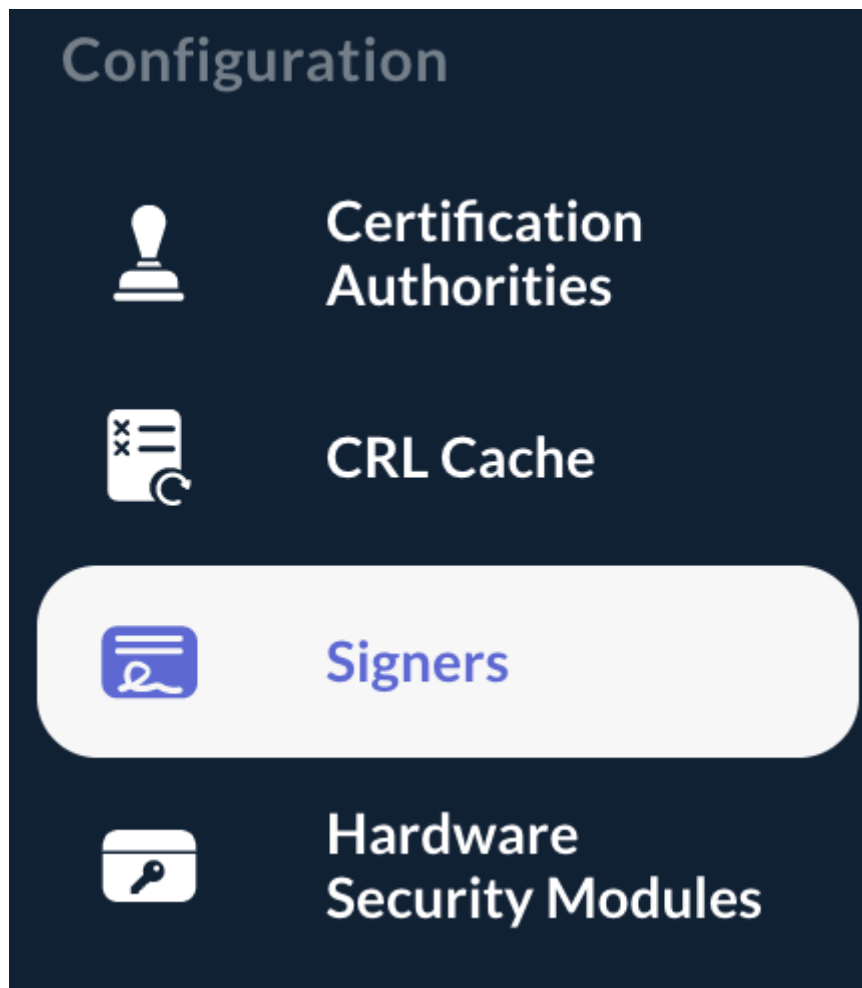 Configuration
Certification
Authorities
CRL Cache
Signers
Hardware
Security Modules